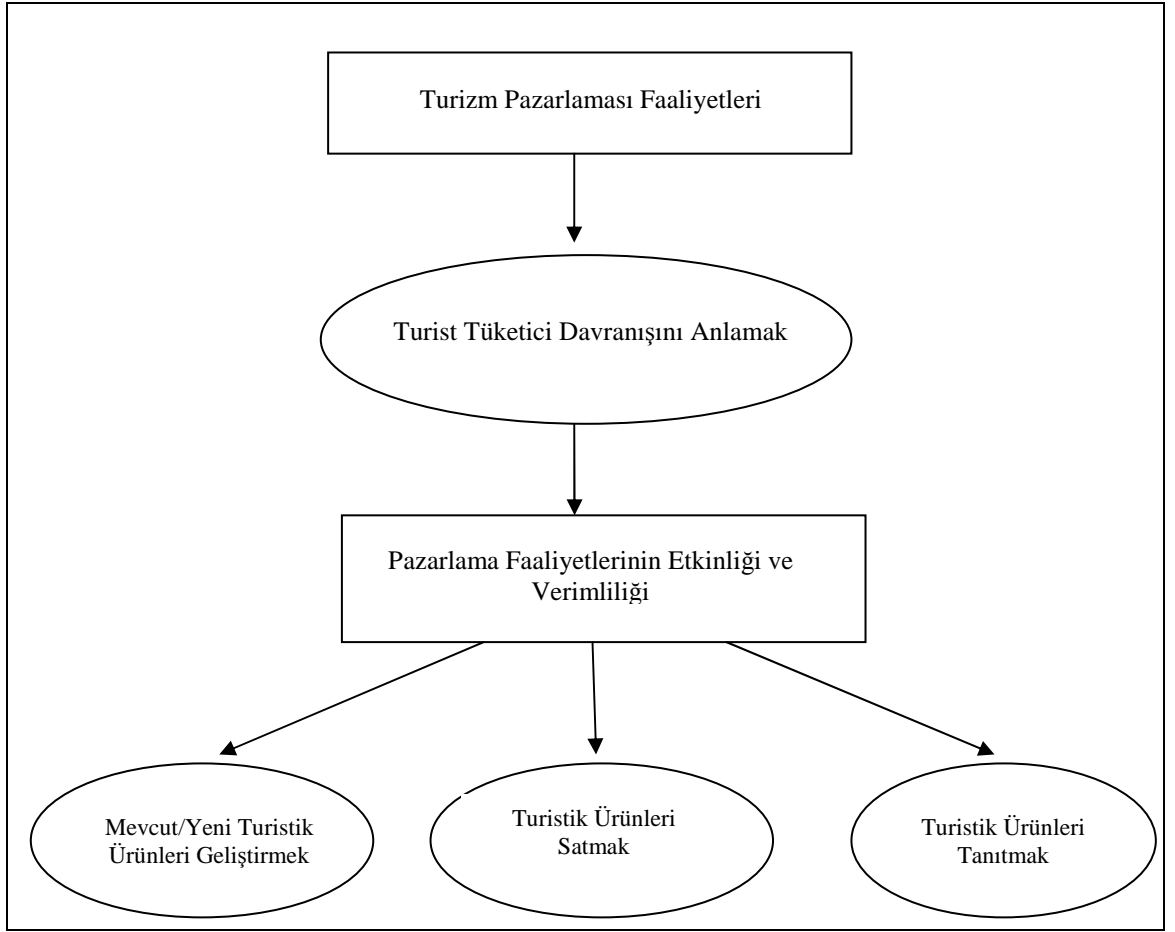 Turizm Pazarlaması Faaliyetleri
Turist Tüketici Davranışını Anlamak
Pazarlama Faaliyetlerinin Etkinliği ve
Verimliliği
Mevcut/Yeni Turistik
Ürünleri Geliştirmek
Turistik Ürünleri
Satmak
Turistik Ürünleri
Tanıtmak